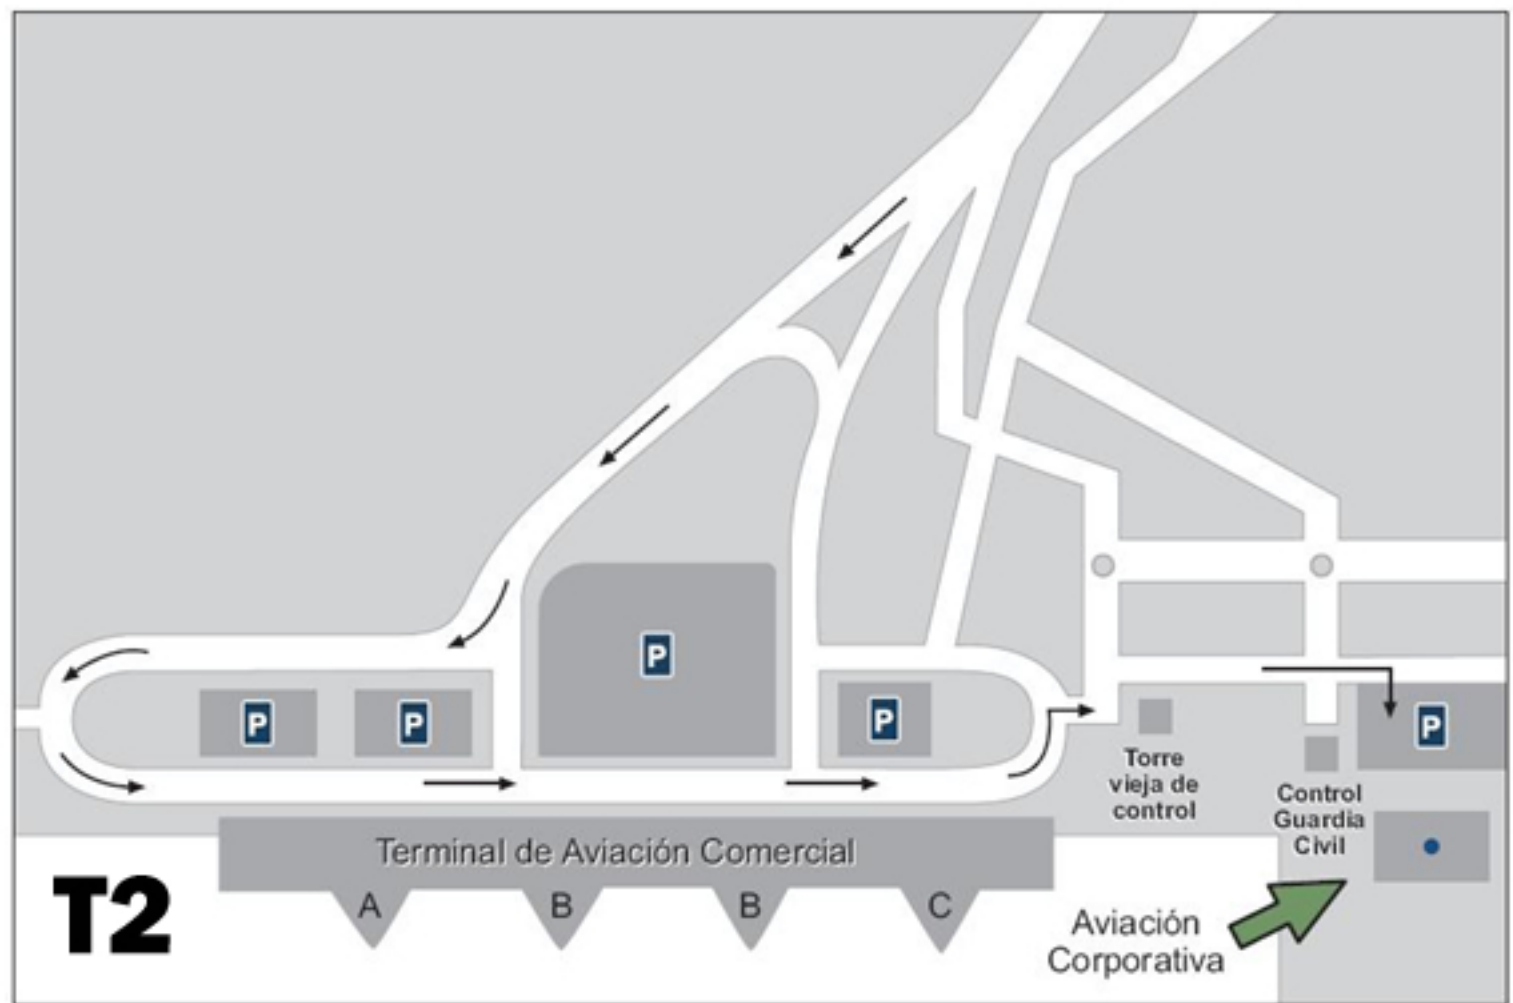 P
P
P
P
P
Torre
vieja de
control
Control
Guardia
Civil
Terminal de Aviación Comercial
A
B
B
C
T2
Aviación
Corporativa